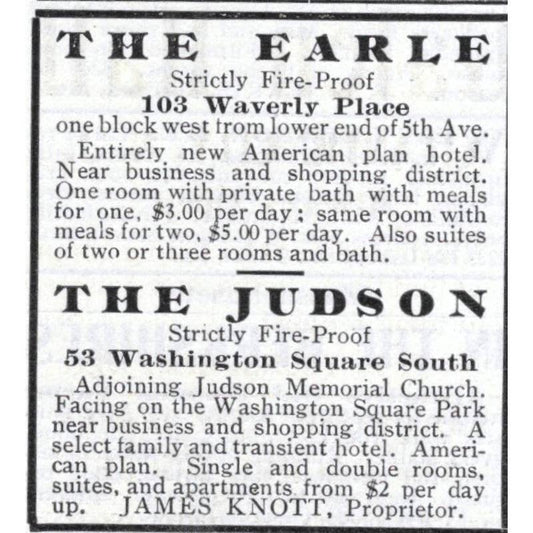 THE EARLE
Strictly Fire-Proof
103 Waverly Place
one block west from lower end of 5th Ave.
Entirely new American plan hotel.
Near business and shopping district.
One room with private bath with meals
for one, $3.00 per day; same room with
meals for two, $5.00 per day. Also suites
of two or three rooms and bath.
THE JUDSON
Strictly Fire-Proof
53 Washington Square South
Adjoining Judson Memorial Church.
Facing on the Washington Square Park
near business and shopping district. A
select family and transient hotel. Ameri-
can plan. Single and double rooms,
suites, and apartments from $2 per day
up. JAMES KNOTT, Proprietor.